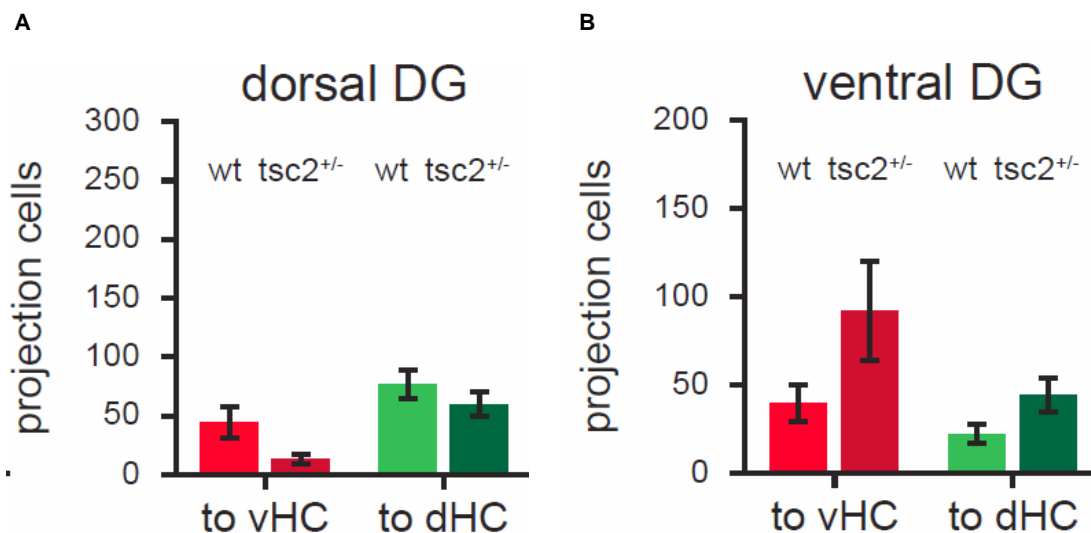 A
dorsal DG
projection cells
300
250
200
150
100
50
0
wt tsc2+/- wt tsc2+/-
to vHC to dHC
B
ventral DG
projection cells
200
150
100
50
0
wt tsc2+/- wt tsc2+/-
to vHC to dHC